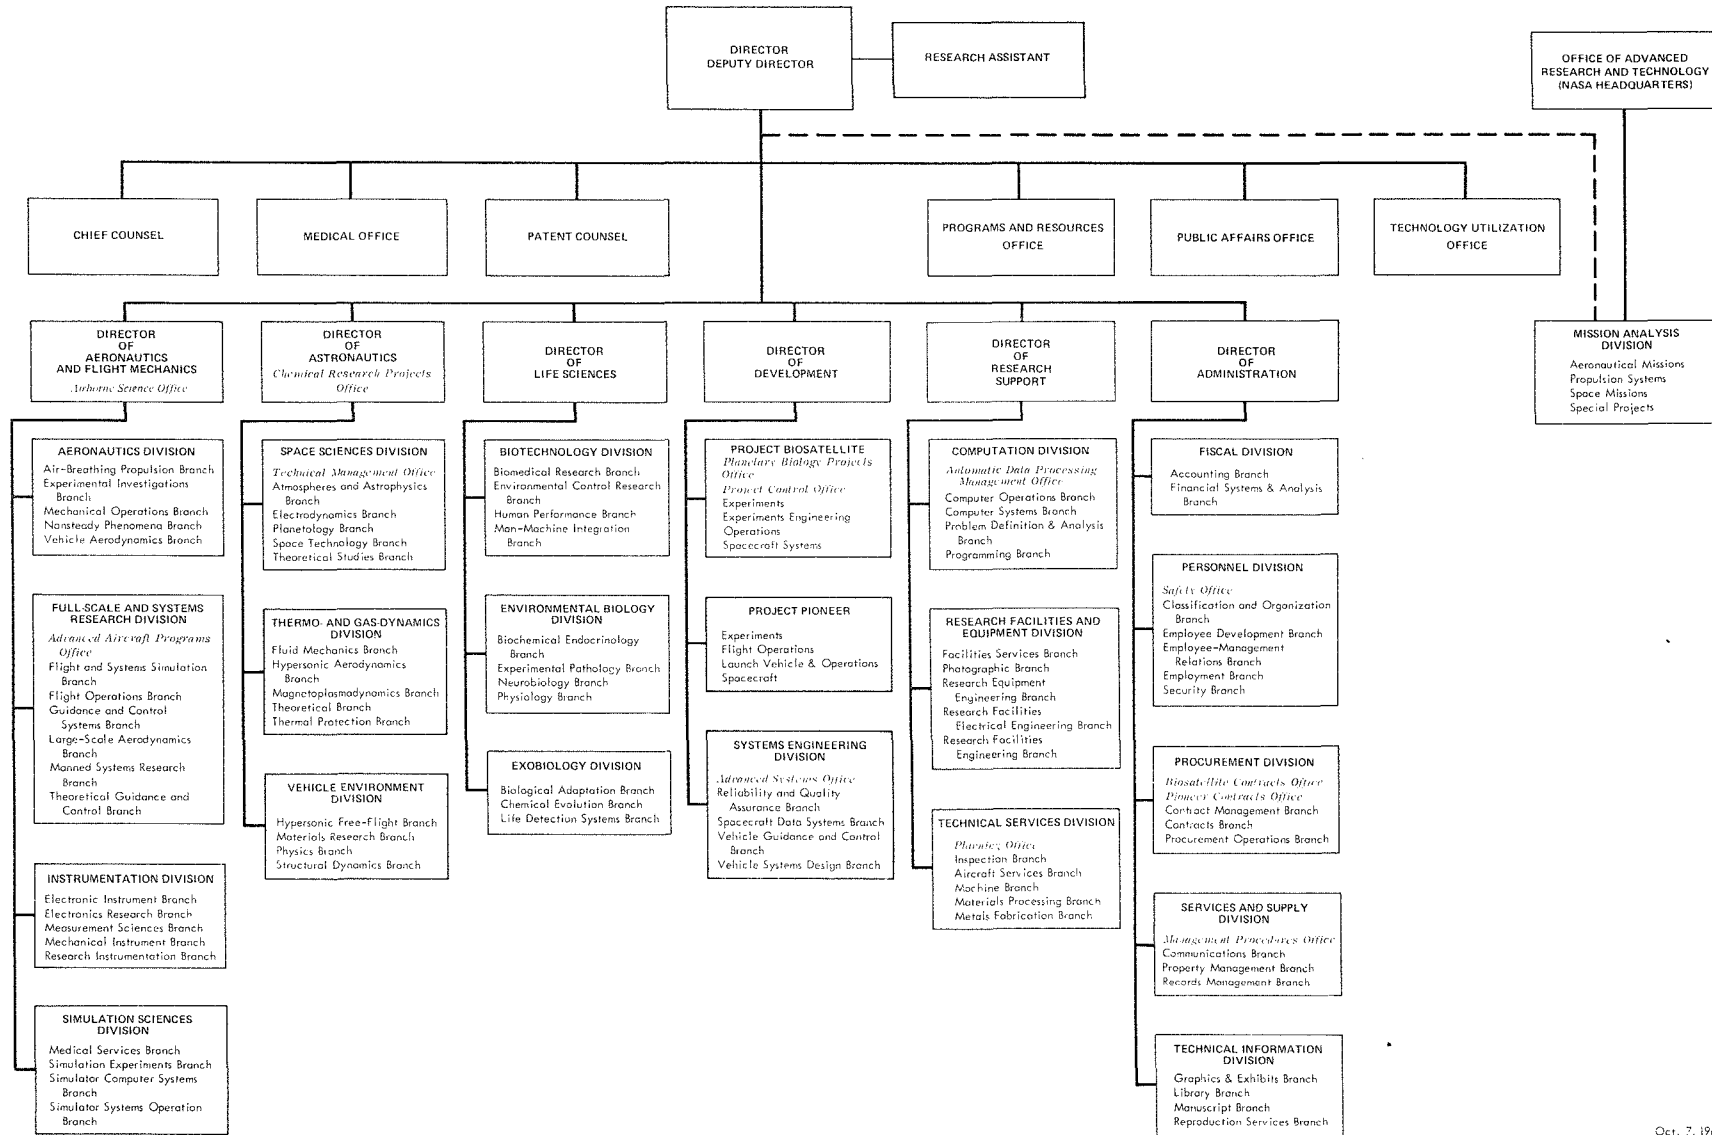 DIRECTOR
DEPUTY DIRECTOR
RESEARCH ASSISTANT
OFFICE OF ADVANCED
RESEARCH AND TECHNOLOGY
(NASA HEADQUARTERS)
CHIEF COUNSEL
MEDICAL OFFICE
PATENT COUNSEL
PROGRAMS AND RESOURCES
OFFICE
PUBLIC AFFAIRS OFFICE
TECHNOLOGY UTILIZATION
OFFICE
DIRECTOR
OF
AERONAUTICS
AND FLIGHT MECHANICS
Airborne Science Office
DIRECTOR
OF
ASTRONAUTICS
Chemical Research Projects
Office
DIRECTOR
OF
LIFE SCIENCES
DIRECTOR
OF
DEVELOPMENT
DIRECTOR
OF
RESEARCH
SUPPORT
DIRECTOR
OF
ADMINISTRATION
MISSION ANALYSIS
DIVISION
Aeronautical Missions
Propulsion Systems
Space Missions
Special Projects
AERONAUTICS DIVISION
Air-Breathing Propulsion Branch
Experimental Investigations
Branch
Mechanical Operations Branch
Nansteady Phenomena Branch
Vehicle Aerodynamics Branch
FULL-SCALE AND SYSTEMS
RESEARCH DIVISION
Advanced Aircraft Programs
Office
Flight and Systems Simulation
Branch
Flight Operations Branch
Guidance and Control
Systems Branch
Large-Scale Aerodynamics
Branch
Manned Systems Research
Branch
Theoretical Guidance and
Control Branch
INSTRUMENTATION DIVISION
Electronic Instrument Branch
Electronics Research Branch
Measurement Sciences Branch
Mechanical Instrument Branch
Research Instrumentation Branch
SIMULATION SCIENCES
DIVISION
Medical Services Branch
Simulation Experiments Branch
Simulator Computer Systems
Branch
Simulator Systems Operation
Branch
SPACE SCIENCES DIVISION
Technical Management Office
Atmospheres and Astrophysics
Branch
Electrodynamics Branch
Planetology Branch
Space Technology Branch
Theoretical Studies Branch
THERMO- AND GAS-DYNAMICS
DIVISION
Fluid Mechanics Branch
Hypersonic Aerodynamics
Branch
Magnetoplasmadynamics Branch
Theoretical Branch
Thermal Protection Branch
VEHICLE ENVIRONMENT
DIVISION
Hypersonic Free-Flight Branch
Materials Research Branch
Physics Branch
Structural Dynamics Branch
BIOTECHNOLOGY DIVISION
Biomedical Research Branch
Environmental Control Research
Branch
Human Performance Branch
Man-Machine Integration
Branch
ENVIRONMENTAL BIOLOGY
DIVISION
Biochemical Endocrinology
Branch
Experimental Pathology Branch
Neurobiology Branch
Physiology Branch
EXOBIOLOGY DIVISION
Biological Adaptation Branch
Chemical Evolution Branch
Life Detection Systems Branch
PROJECT BIOSATELLITE
Planetary Biology Projects
Office
Project Control Office
Experiments
Experiments Engineering
Operations
Spacecraft Systems
PROJECT PIONEER
Experiments
Flight Operations
Launch Vehicle & Operations
Spacecraft
SYSTEMS ENGINEERING
DIVISION
Advanced Systems Office
Reliability and Quality
Assurance Branch
Spacecraft Data Systems Branch
Vehicle Guidance and Control
Branch
Vehicle Systems Design Branch
COMPUTATION DIVISION
Automatic Data Processing
Management Office
Computer Operations Branch
Computer Systems Branch
Problem Definition & Analysis
Branch
Programming Branch
RESEARCH FACILITIES AND
EQUIPMENT DIVISION
Facilities Services Branch
Photographic Branch
Research Equipment
Engineering Branch
Research Facilities
Electrical Engineering Branch
Research Facilities
Engineering Branch
TECHNICAL SERVICES DIVISION
Planning Office
Inspection Branch
Aircraft Services Branch
Machine Branch
Materials Processing Branch
Metals Fabrication Branch
FISCAL DIVISION
Accounting Branch
Financial Systems & Analysis
Branch
PERSONNEL DIVISION
Safety Office
Classification and Organization
Branch
Employee Development Branch
Employee-Management
Relations Branch
Employment Branch
Security Branch
PROCUREMENT DIVISION
Biosatellite Contracts Office
Pioneer Contracts Office
Contract Management Branch
Contracts Branch
Procurement Operations Branch
SERVICES AND SUPPLY
DIVISION
Management Procedures Office
Communications Branch
Property Management Branch
Records Management Branch
TECHNICAL INFORMATION
DIVISION
Graphics & Exhibits Branch
Library Branch
Manuscript Branch
Reproduction Services Branch
Oct. 7,